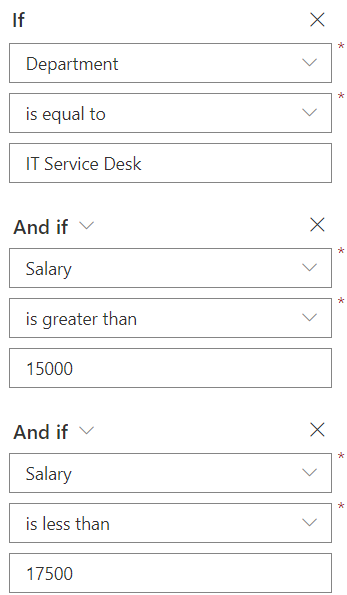 If
Department
*
is equal to
*
IT Service Desk
And if
Salary
*
is greater than
*
15000
And if
Salary
*
is less than
*
17500